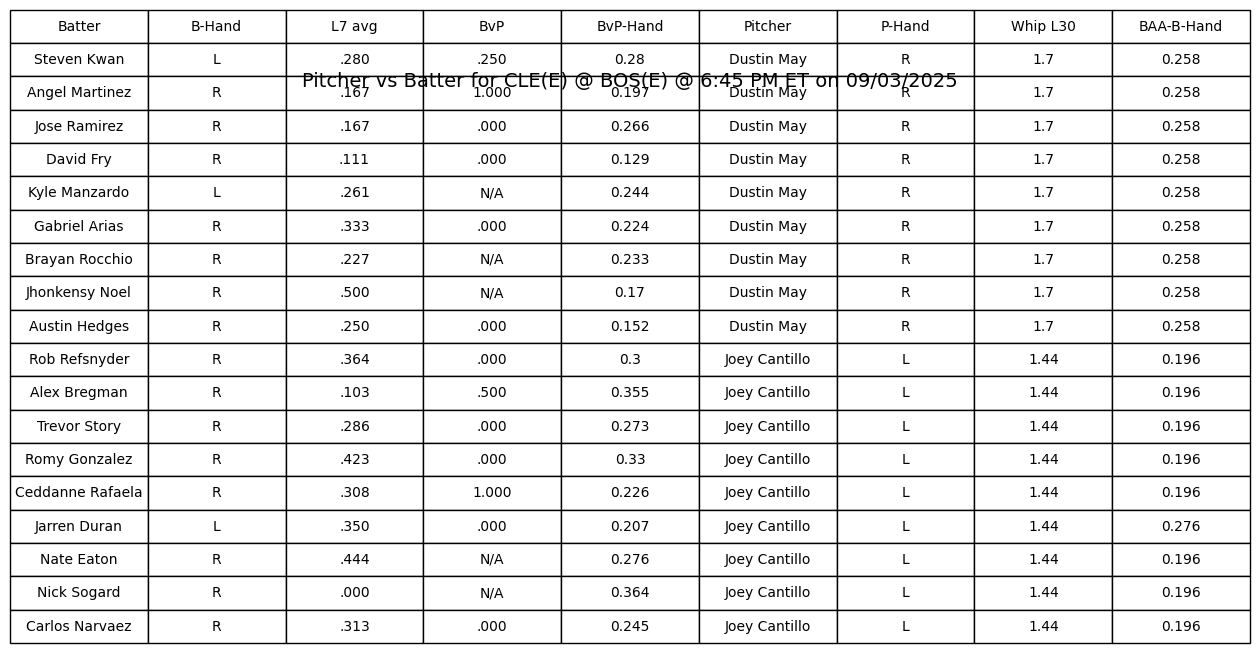 Batter B-Hand L7 avg BvP BvP-Hand Pitcher P-Hand Whip L30 BAA-B-Hand
Steven Kwan L .280 .250 0.28 Dustin May R 1.7 0.258
Pitcher vs Batter for CLE(E) @ BOS(E) @ 6:45 PM ET on 09/03/2025
Angel Martinez R .167 1.000 0.197 Dustin May R 1.7 0.258
Jose Ramirez R .167 .000 0.266 Dustin May R 1.7 0.258
David Fry R .111 .000 0.129 Dustin May R 1.7 0.258
Kyle Manzardo L .261 N/A 0.244 Dustin May R 1.7 0.258
Gabriel Arias R .333 .000 0.224 Dustin May R 1.7 0.258
Brayan Rocchio R .227 N/A 0.233 Dustin May R 1.7 0.258
Jhonkensy Noel R .500 N/A 0.17 Dustin May R 1.7 0.258
Austin Hedges R .250 .000 0.152 Dustin May R 1.7 0.258
Rob Refsnyder R .364 .000 0.3 Joey Cantillo L 1.44 0.196
Alex Bregman R .103 .500 0.355 Joey Cantillo L 1.44 0.196
Trevor Story R .286 .000 0.273 Joey Cantillo L 1.44 0.196
Romy Gonzalez R .423 .000 0.33 Joey Cantillo L 1.44 0.196
Ceddanne Rafaela R .308 1.000 0.226 Joey Cantillo L 1.44 0.196
Jarren Duran L .350 .000 0.207 Joey Cantillo L 1.44 0.276
Nate Eaton R .444 N/A 0.276 Joey Cantillo L 1.44 0.196
Nick Sogard R .000 N/A 0.364 Joey Cantillo L 1.44 0.196
Carlos Narvaez R .313 .000 0.245 Joey Cantillo L 1.44 0.196